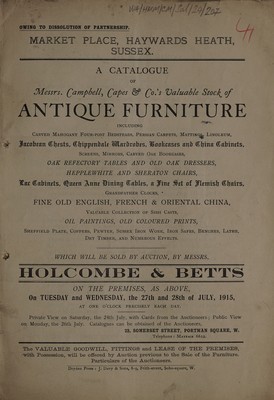 OWING TO DISSOLUTION OF PARTNERSHIP.
MARKET PLACE, HAYWARDS HEATH,
SUSSEX.
A CATALOGUE
OF
Messrs. Campbell, Capes & Co.'s Valuable Stock of
ANTIQUE FURNITURE
INCLUDING
Carved Mahogany Four-post Bedsteads, Persian Carpets, Matting, Linoleum,
Jacobean Chests, Chippendale Wardrobes, Bookcases and China Cabinets,
Carved Oak Bookcases,
OAK REFECTORY TABLES AND OLD OAK DRESSERS,
HEPPLEWHITE AND SHERATON CHAIRS,
Lac Cabinets, Queen Anne Dining Tables, a Fine Set of Flemish Chairs,
Grandfather Clocks,
FINE OLD ENGLISH, FRENCH & ORIENTAL CHINA,
Valuable Collection of Ship Casts,
OIL PAINTINGS, OLD COLOURED PRINTS,
Sheffield Plate, Coppers, Pewter, Iron Work, Iron Safes, Benches, Lathe,
and Numerous Effects.
WHICH WILL BE SOLD BY AUCTION, BY MESSRS.
HOLCOMBE & BETTS
ON THE PREMISES, AS ABOVE,
On TUESDAY and WEDNESDAY, the 27th and 28th of JULY, 1915,
AT ONE O'CLOCK PRECISELY EACH DAY.
Private View on Saturday, the 24th July, with Cards from the Auctioneers; Public View
on Monday, the 26th July. Catalogues can be obtained of the Auctioneers,
SOMERSET STREET, PORTMAN SQUARE, W.
Telephone: Mayfair
The VALUABLE GOODWILL, FITTINGS and LEASE OF THE PREMISES,
with Possession, will be offered by Auction previous to the Sale of the Furniture.
Particulars of the Auctioneers.